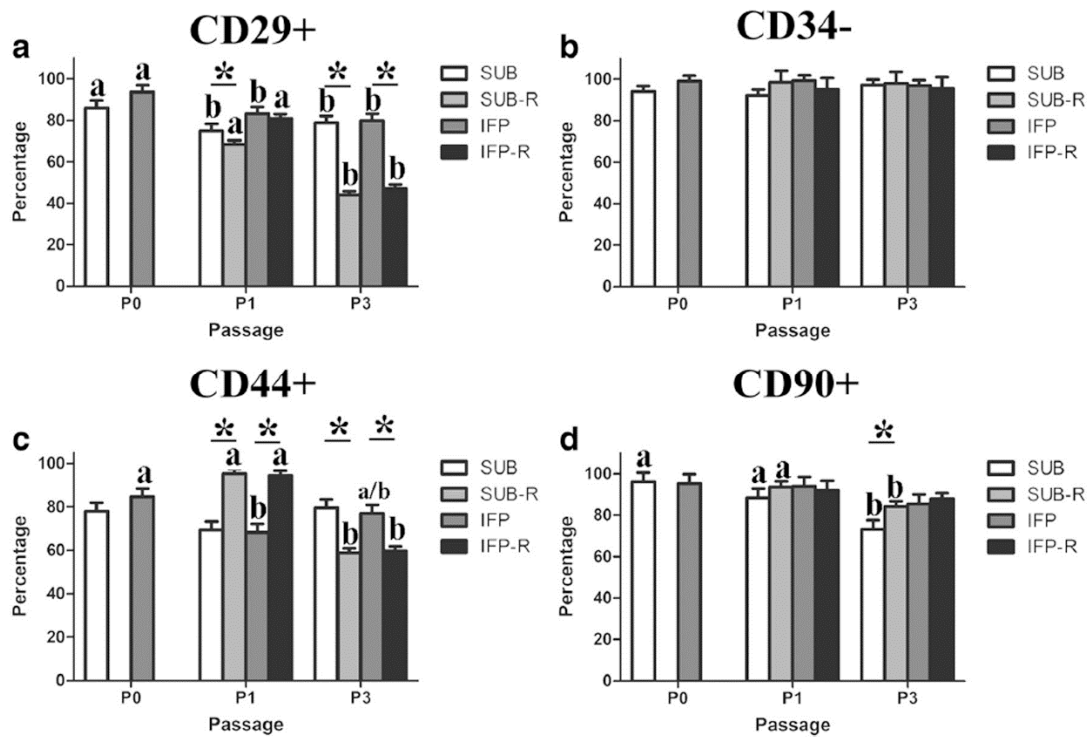 a
CD29+
Percentage
100
80
60
40
20
0
a
a
*
b
a
b
a
*
*
b
b
b
b
P0
P1
P3
Passage
SUB
SUB-R
IFP
IFP-R
b
CD34-
Percentage
100
80
60
40
20
0
P0
P1
P3
Passage
SUB
SUB-R
IFP
IFP-R
c
CD44+
Percentage
100
80
60
40
20
0
a
*
*
a
b
a
*
*
b
a/b
b
P0
P1
P3
Passage
SUB
SUB-R
IFP
IFP-R
d
CD90+
Percentage
100
80
60
40
20
0
a
a
a
*
b
b
P0
P1
P3
Passage
SUB
SUB-R
IFP
IFP-R